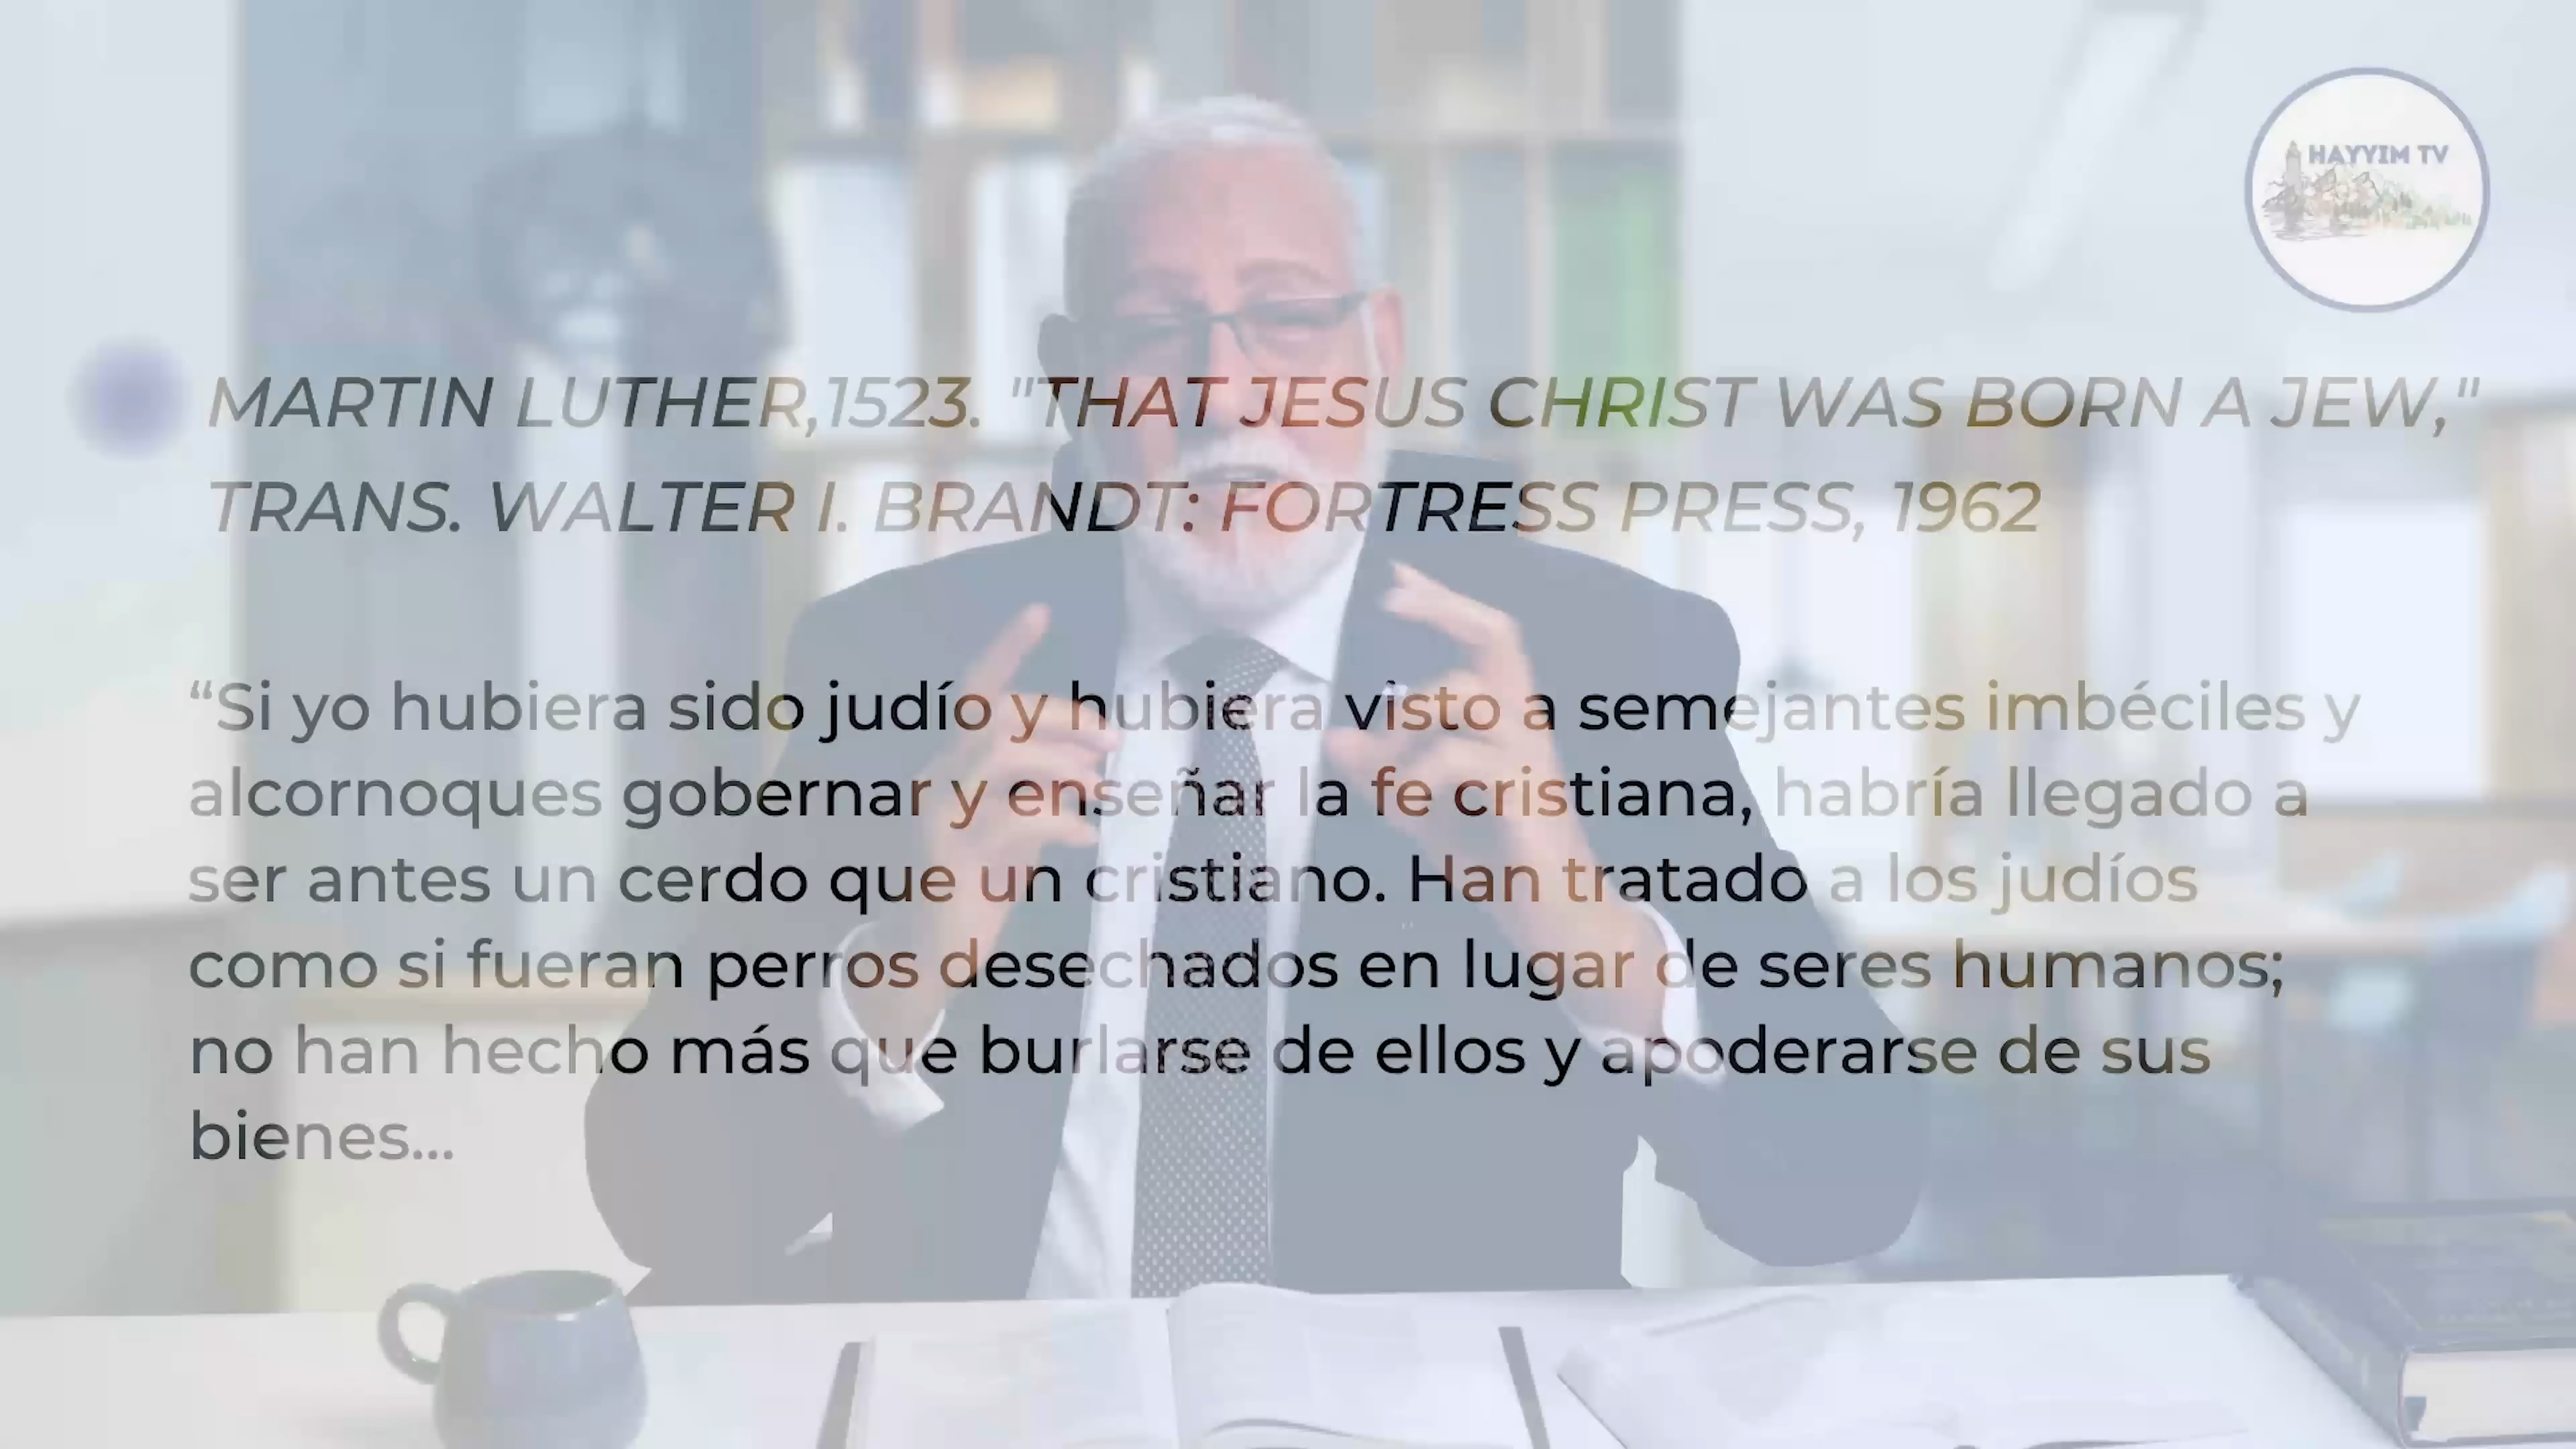 HAYYIM TV
MARTIN LUTHER,1523. "THAT JESUS CHRIST WAS BORN A JEW,"
TRANS. WALTER I. BRANDT: FORTRESS PRESS, 1962
“Si yo hubiera sido judío y hubiera visto a semejantes imbéciles y
alcornoques gobernar y enseñar la fe cristiana, habría llegado a
ser antes un cerdo que un cristiano. Han tratado a los judíos
como si fueran perros desechados en lugar de seres humanos;
no han hecho más que burlarse de ellos y apoderarse de sus
bienes...